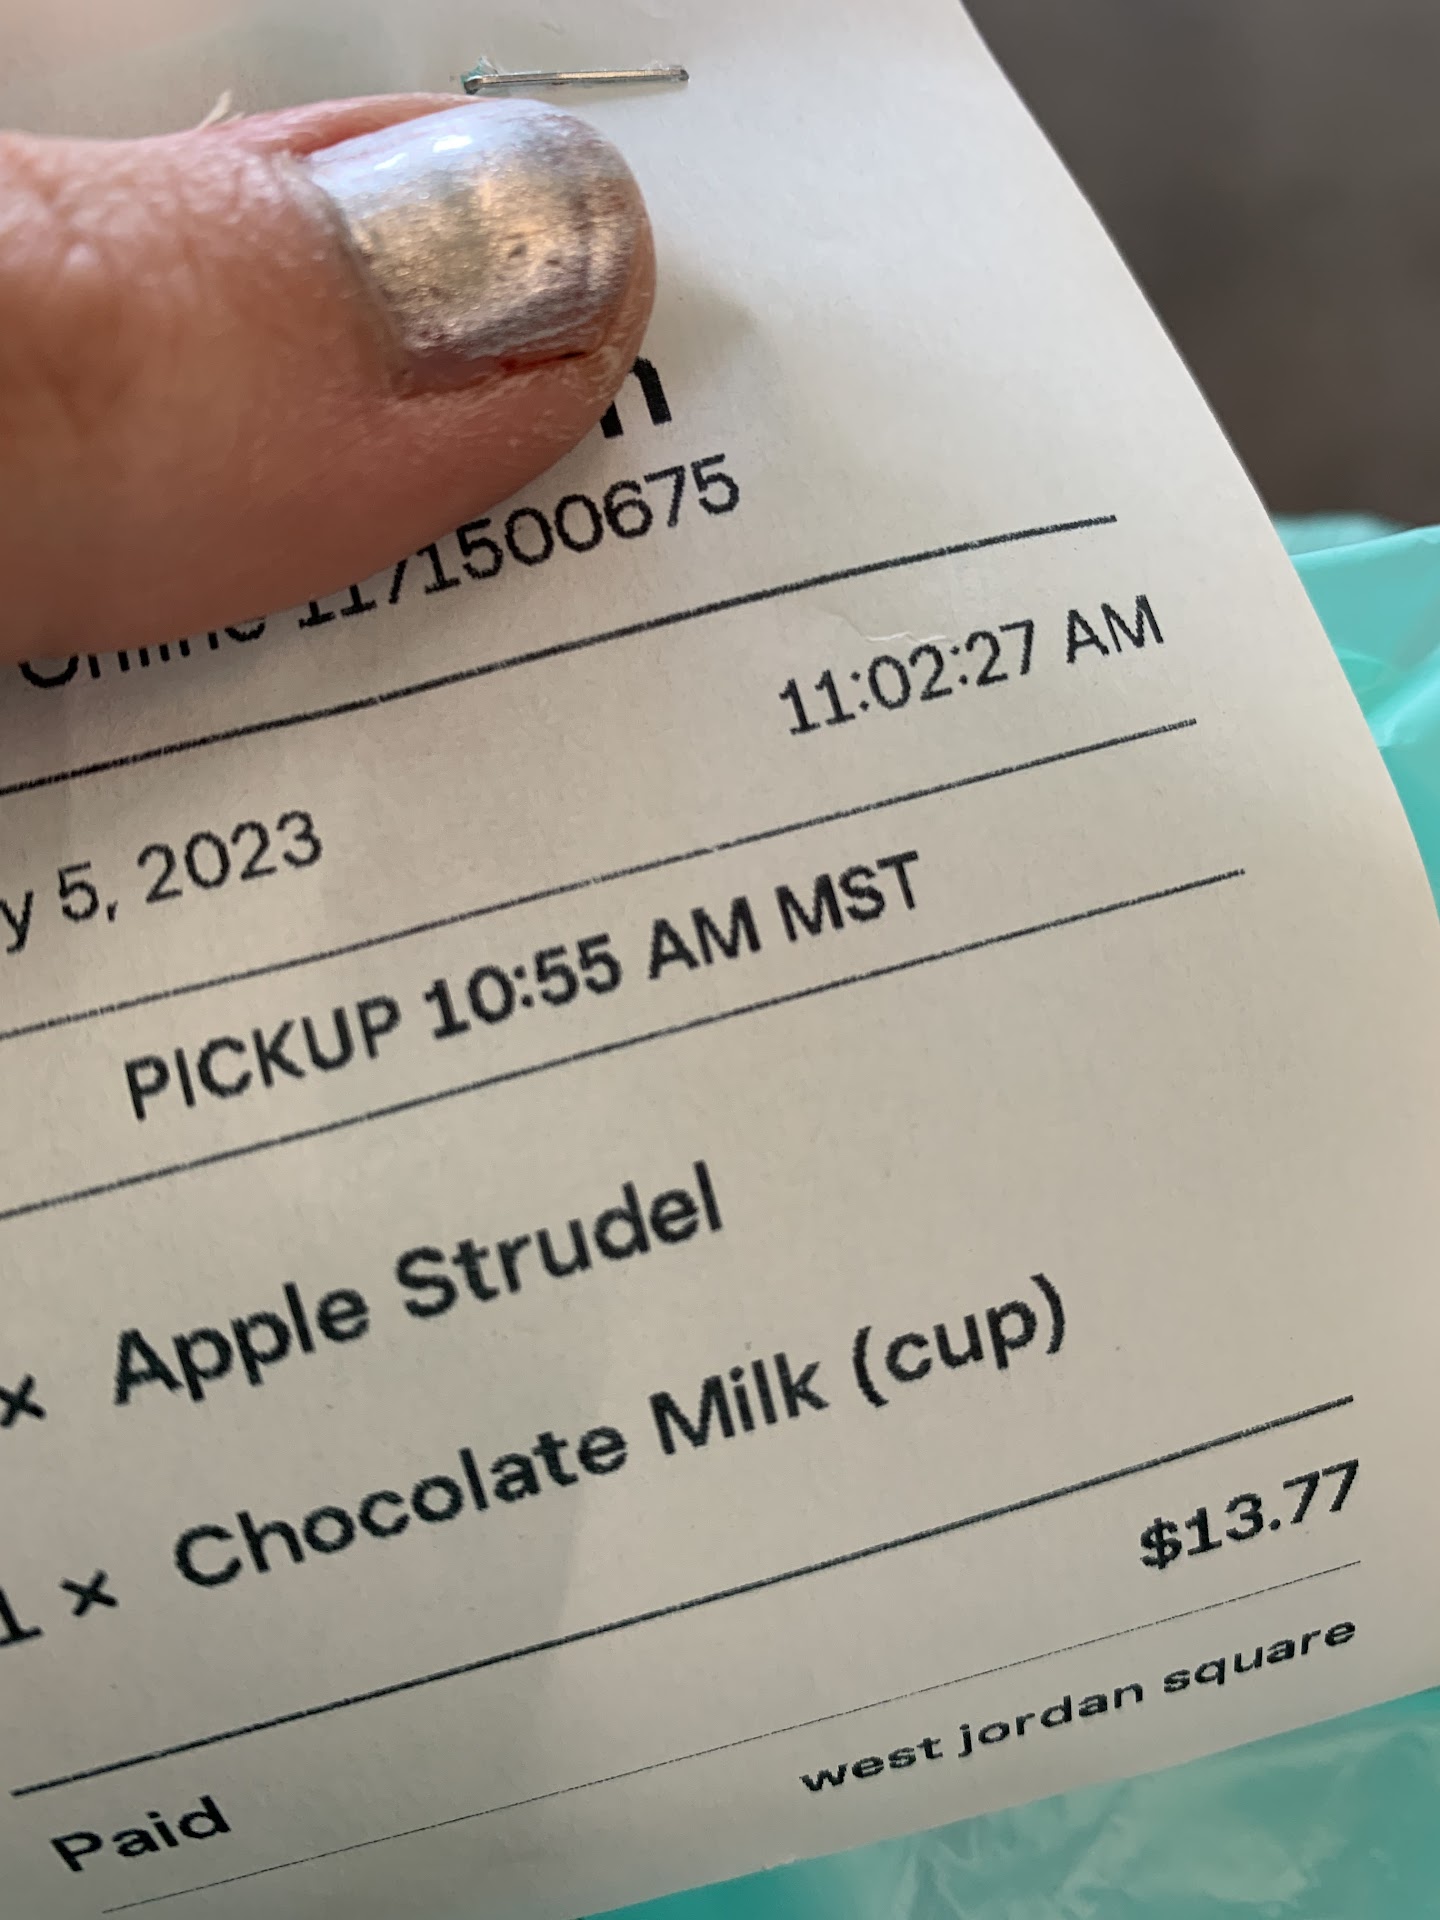 1171500675
11:02:27 AM
5, 2023
PICKUP 10:55 AM MST
× Apple Strudel
1 × Chocolate Milk (cup)
Paid $13.77
west jordan square